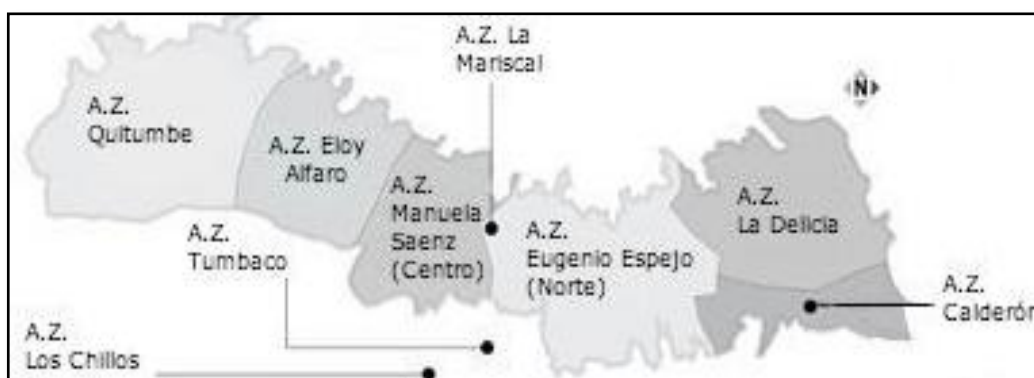 A.Z. La
Mariscal
N
A.Z.
Quitumbe
A.Z. Eloy
Alfaro
A.Z.
Manuela
Saenz
(Centro)
A.Z.
Tumbaco
A.Z.
Eugenio Espejo
(Norte)
A.Z.
La Delicia
A.Z.
Calderón
A.Z.
Los Chillos